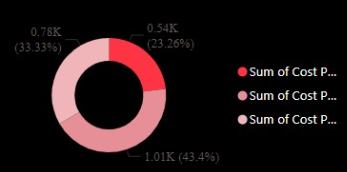 0.78K
(33.33%)
0.54K
(23.26%)
1.01K (43.4%)
Sum of Cost P...
Sum of Cost P...
Sum of Cost P...